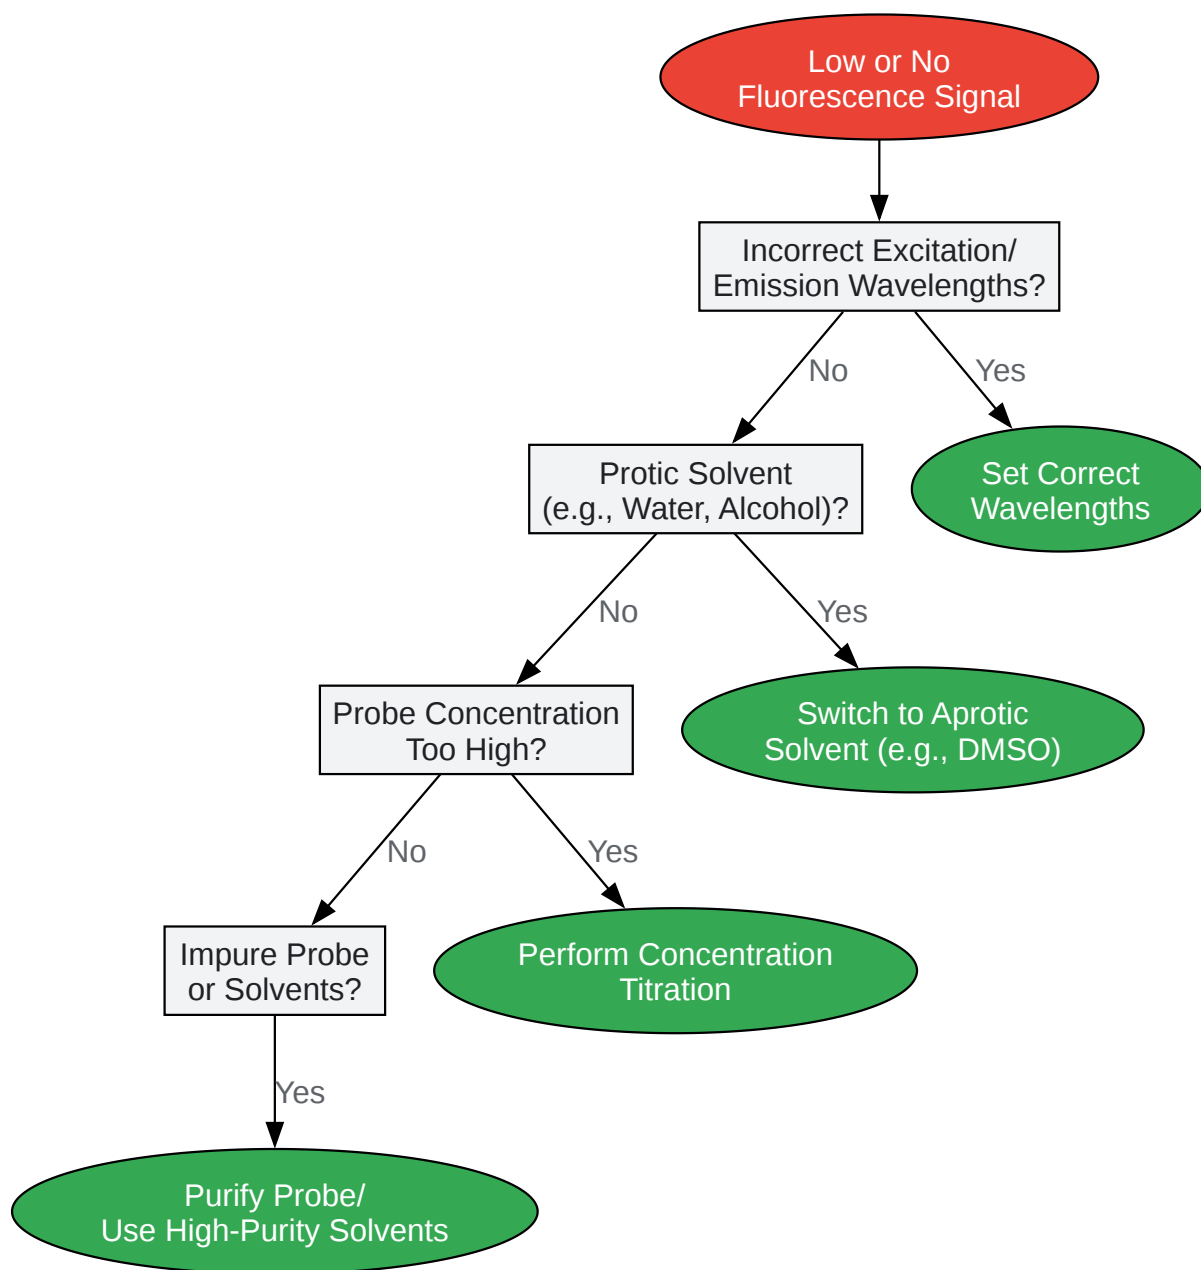 Low or No
Fluorescence Signal
Incorrect Excitation/
Emission Wavelengths?
No
Yes
Protic Solvent
(e.g., Water, Alcohol)?
Set Correct
Wavelengths
No
Yes
Probe Concentration
Too High?
Switch to Aprotic
Solvent (e.g., DMSO)
No
Yes
Impure Probe
or Solvents?
Perform Concentration
Titration
Yes
Purify Probe/
Use High-Purity Solvents